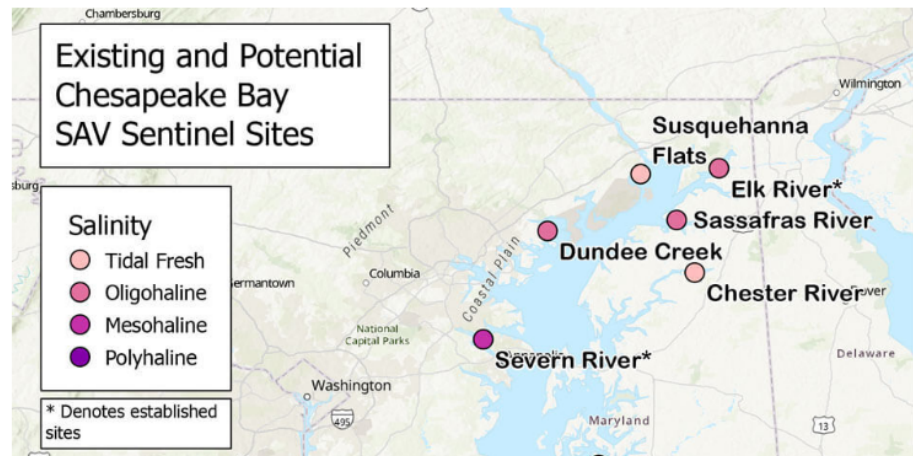 Chambersburg
Existing and Potential
Chesapeake Bay
SAV Sentinel Sites
Wilmington
Susquehanna
Flats
Elk River*
Sassafras River
Dundee Creek
Chester River
Severn River*
Piedmont
Coastal Plain
Columbia
National
Capital Parks
Washington
495
Maryland
Delaware
13
Salinity
Tidal Fresh
Oligohaline
Mesohaline
Polyhaline
* Denotes established
sites